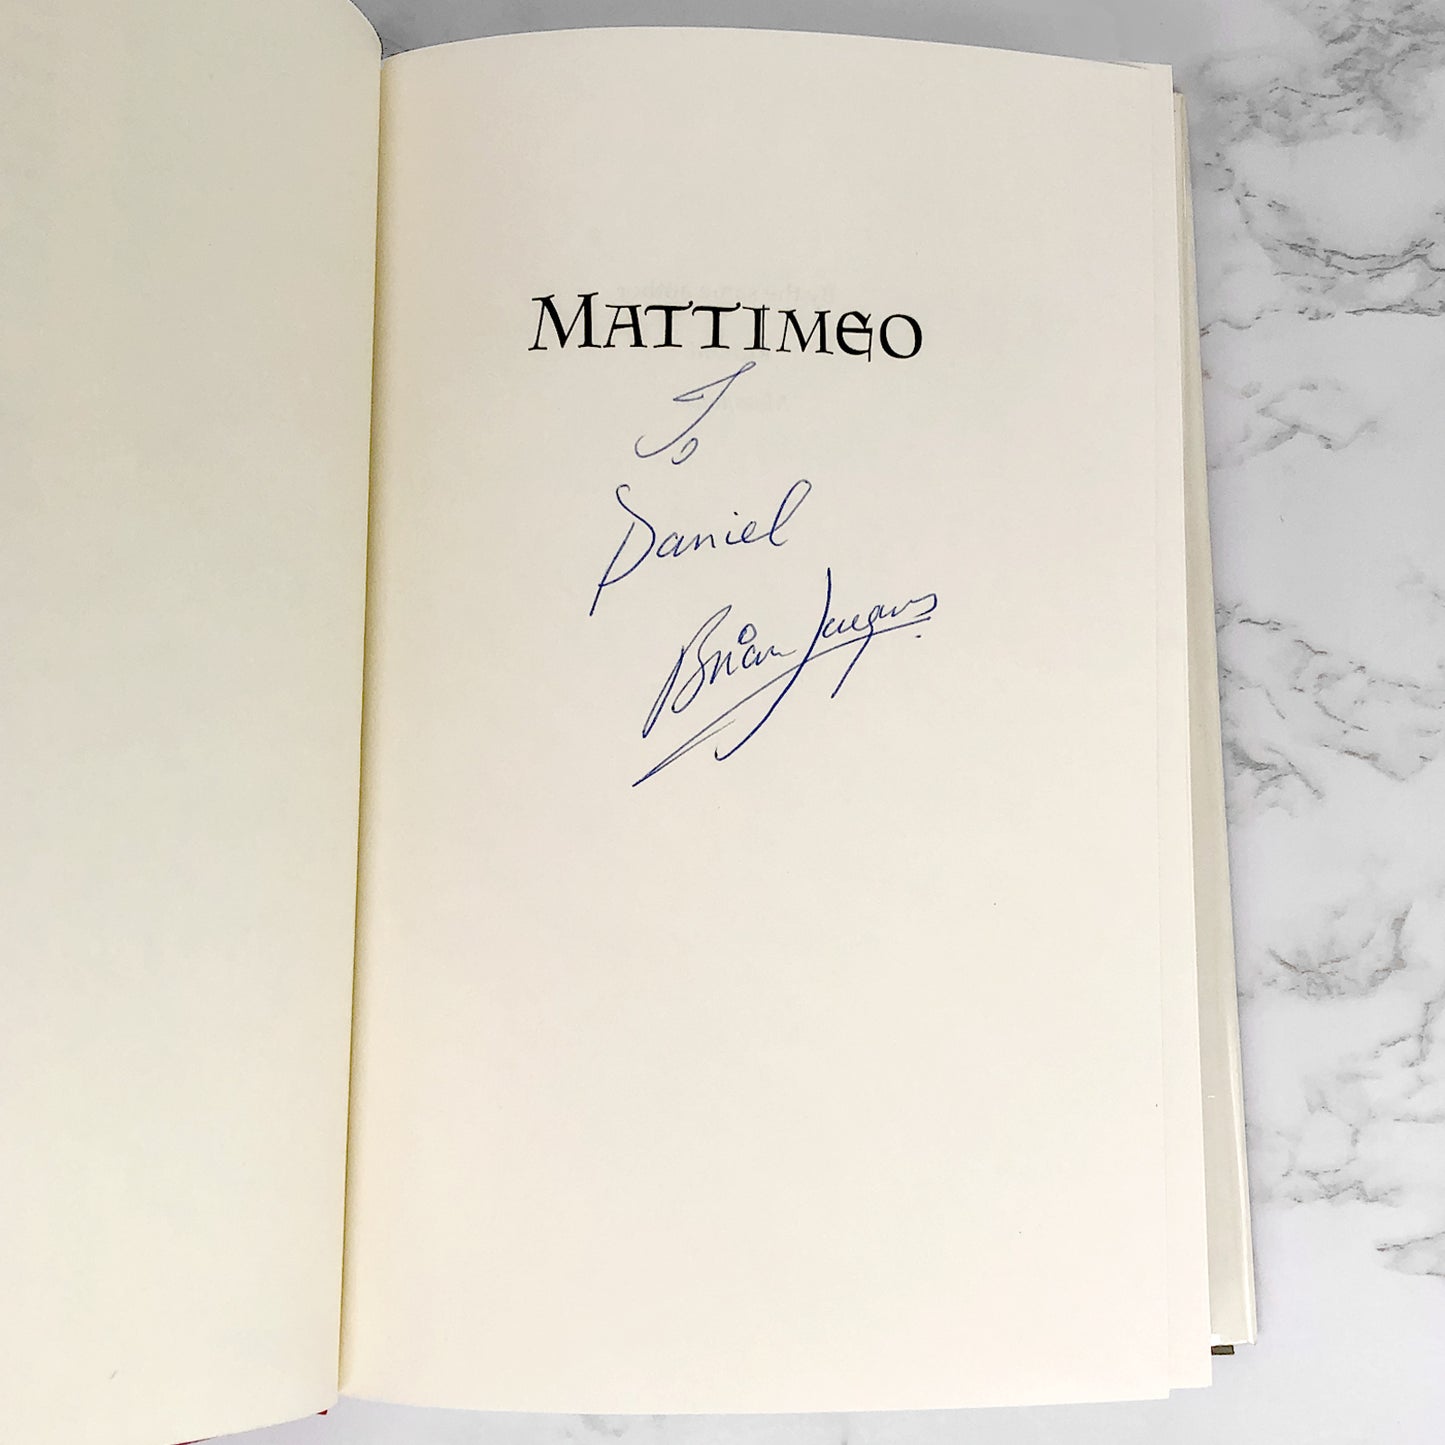 MATTIMEO
To
Daniel
Brian Jacques